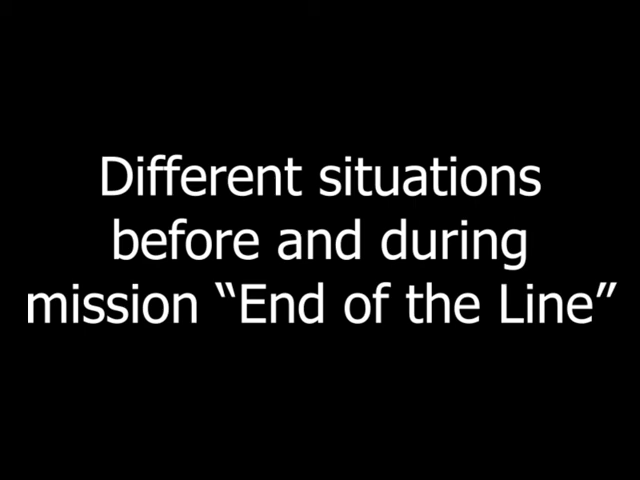 Different situations
before and during
mission “End of the Line”